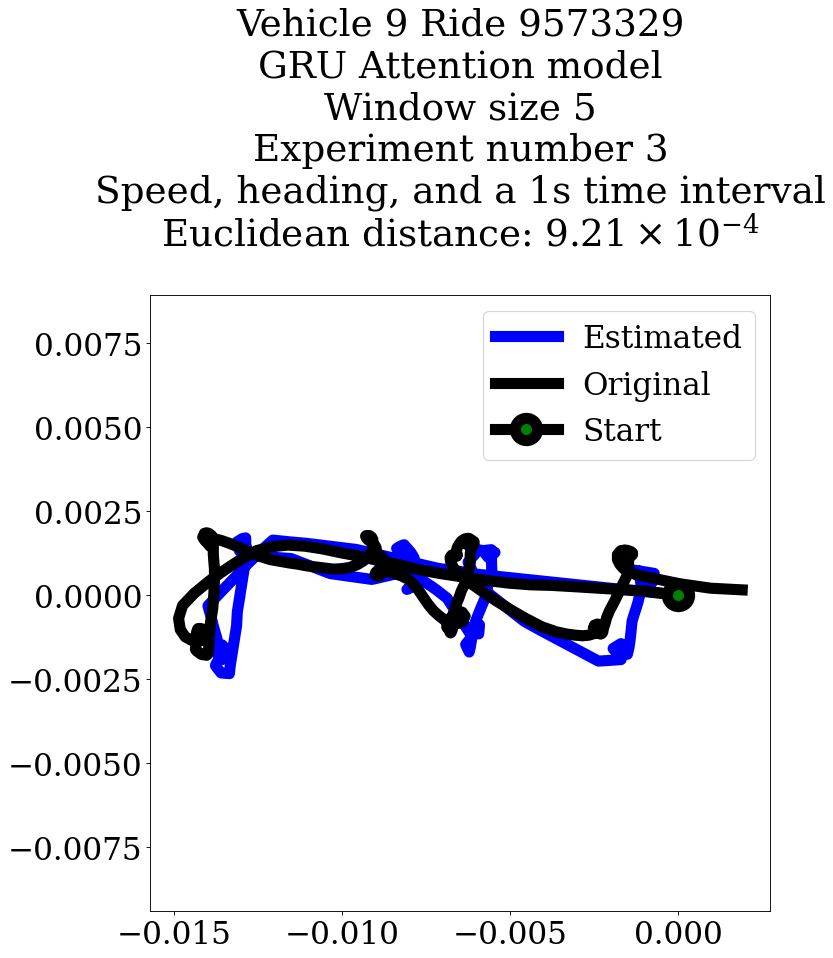 Vehicle 9 Ride 9573329
GRU Attention model
Window size 5
Experiment number 3
Speed, heading, and a 1s time interval
Euclidean distance: 9.21 × 10⁻⁴
Estimated
Original
Start
0.0075
0.0050
0.0025
0.0000
−0.0025
−0.0050
−0.0075
−0.015 −0.010 −0.005 0.000